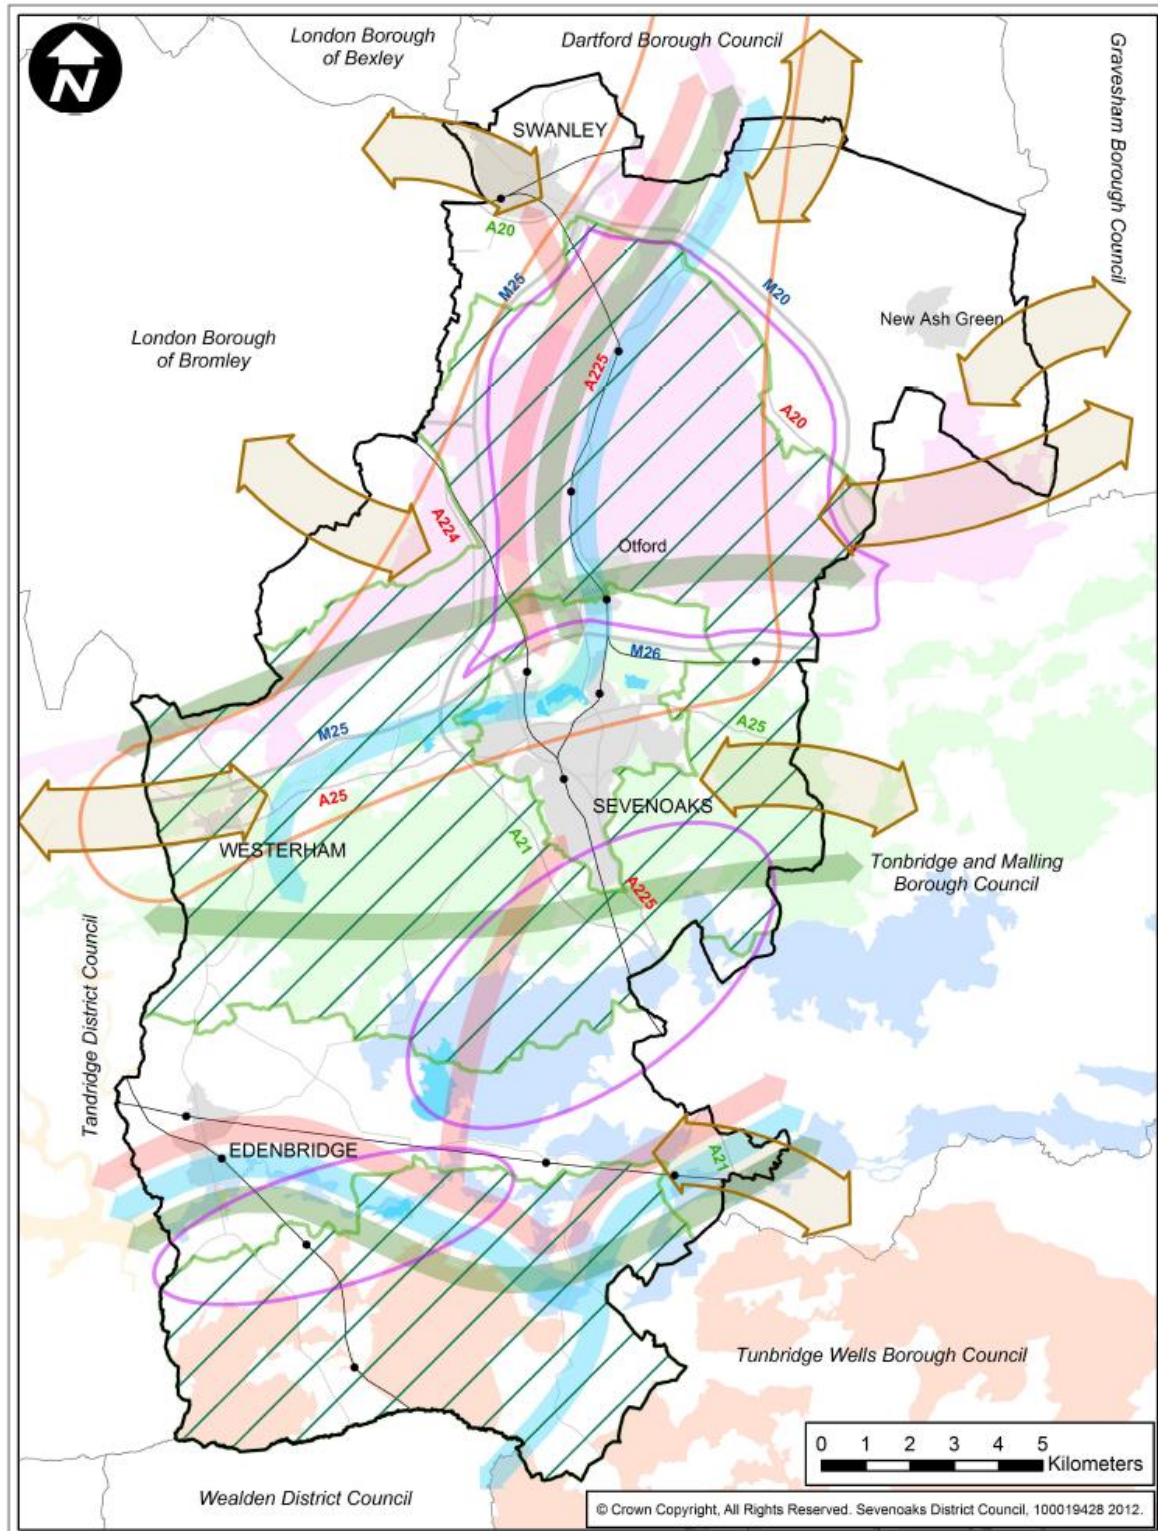 London Borough
of Bexley
Dartford Borough Council
Gravesham Borough Council
N
SWANLEY
A20
M25
M20
New Ash Green
London Borough
of Bromley
A225
A20
A224
Otford
M26
M25
A25
A25
SEVENOAKS
WESTERHAM
A21
A225
Tonbridge and Malling
Borough Council
Tandridge District Council
EDENBRIDGE
A21
Tunbridge Wells Borough Council
0 1 2 3 4 5
Kilometers
Wealden District Council
© Crown Copyright, All Rights Reserved. Sevenoaks District Council, 100019428 2012.